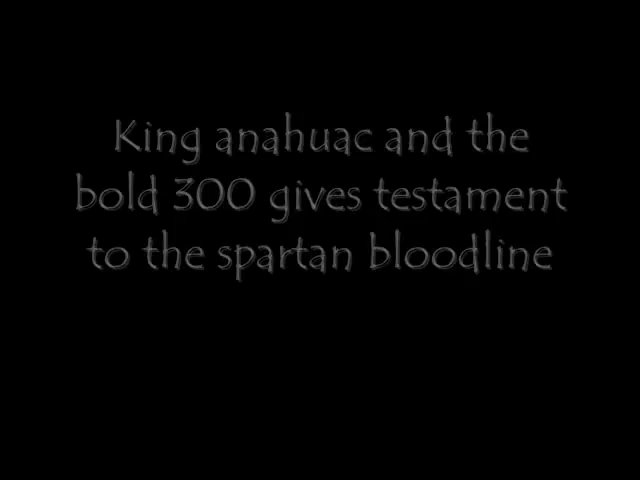 King anahuac and the
bold 300 gives testament
to the spartan bloodline